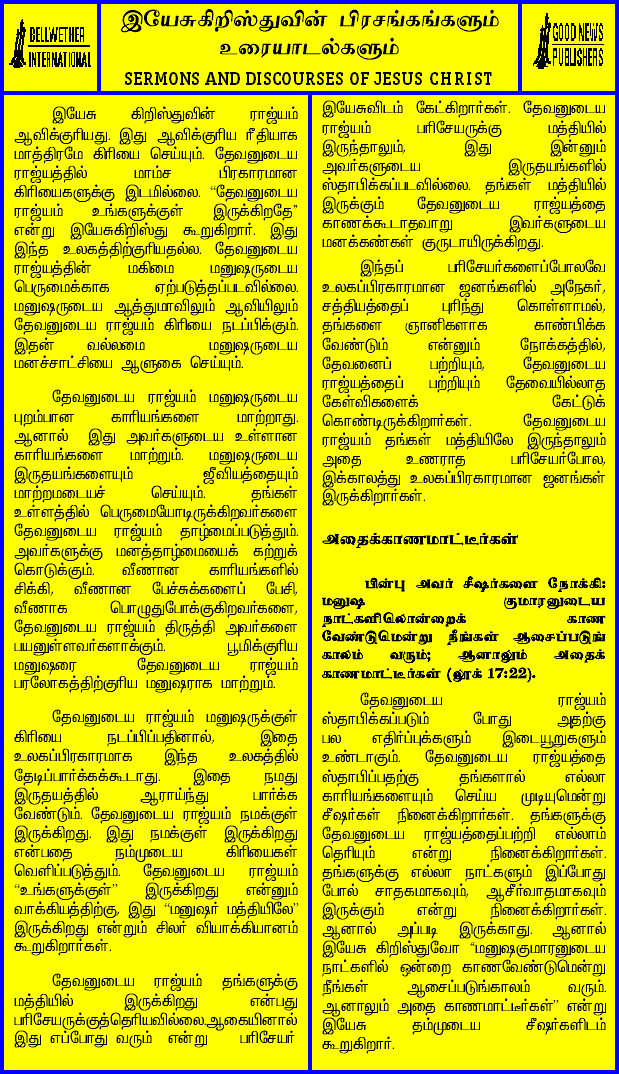 BELLWETHER
INTERNATIONAL
இயேசுகிறிஸ்துவின் பிரசங்கங்களும்
உரையாடல்களும்
SERMONS AND DISCOURSES OF JESUS CHRIST
GOOD NEWS
PUBLISHERS
இயேசு கிறிஸ்துவின் ராஜ்யம்
ஆவிக்குரியது. இது ஆவிக்குரிய ரீதியாக
மாத்திரமே கிரியை செய்யும். தேவனுடைய
ராஜ்யத்தில் மாம்ச பிரகாரமான
கிரியைகளுக்கு இடமில்லை. “தேவனுடைய
ராஜ்யம் உங்களுக்குள் இருக்கிறதே”
என்று இயேசுகிறிஸ்து கூறுகிறார். இது
இந்த உலகத்திற்குரியதல்ல. தேவனுடைய
ராஜ்யத்தின் மகிமை மனுஷருடைய
பெருமைக்காக ஏற்படுத்தப்படவில்லை.
மனுஷருடைய ஆத்துமாவிலும் ஆவியிலும்
தேவனுடைய ராஜ்யம் கிரியை நடப்பிக்கும்.
இதன் வல்லமை மனுஷருடைய
மனச்சாட்சியை ஆளுகை செய்யும்.
தேவனுடைய ராஜ்யம் மனுஷருடைய
புறம்பான காரியங்களை மாற்றாது.
ஆனால் இது அவர்களுடைய உள்ளான
காரியங்களை மாற்றும். மனுஷருடைய
இருதயங்களையும் ஜீவியத்தையும்
மாற்றமடையச் செய்யும். தங்கள்
உள்ளத்தில் பெருமையோடிருக்கிறவர்களை
தேவனுடைய ராஜ்யம் தாழ்மைப்படுத்தும்.
அவர்களுக்கு மனத்தாழ்மையைக் கற்றுக்
கொடுக்கும். வீணான காரியங்களில்
சிக்கி, வீணான பேச்சுக்களைப் பேசி,
வீணாக பொழுதுபோக்குகிறவர்களை,
தேவனுடைய ராஜ்யம் திருத்தி அவர்களை
பயனுள்ளவர்களாக்கும். பூமிக்குரிய
மனுஷரை தேவனுடைய ராஜ்யம்
பரலோகத்திற்குரிய மனுஷராக மாற்றும்.
தேவனுடைய ராஜ்யம் மனுஷருக்குள்
கிரியை நடப்பிப்பதினால், இதை
உலகப்பிரகாரமாக இந்த உலகத்தில்
தேடிப்பார்க்கக்கூடாது. இதை நமது
இருதயத்தில் ஆராய்ந்து பார்க்க
வேண்டும். தேவனுடைய ராஜ்யம் நமக்குள்
இருக்கிறது. இது நமக்குள் இருக்கிறது
என்பதை நம்முடைய கிரியைகள்
வெளிப்படுத்தும். தேவனுடைய ராஜ்யம்
“உங்களுக்குள்” இருக்கிறது என்னும்
வாக்கியத்திற்கு, இது “மனுஷர் மத்தியிலே”
இருக்கிறது என்றும் சிலர் வியாக்கியானம்
கூறுகிறார்கள்.
தேவனுடைய ராஜ்யம் தங்களுக்கு
மத்தியில் இருக்கிறது என்பது
பரிசேயருக்குத்தெரியவில்லை,ஆகையினால்
இது எப்போது வரும் என்று பரிசேயர்
இயேசுவிடம் கேட்கிறார்கள். தேவனுடைய
ராஜ்யம் பரிசேயருக்கு மத்தியில்
இருந்தாலும், இது இன்னும்
அவர்களுடைய இருதயங்களில்
ஸ்தாபிக்கப்படவில்லை. தங்கள் மத்தியில்
இருக்கும் தேவனுடைய ராஜ்யத்தை
காணக்கூடாதவாறு இவர்களுடைய
மனக்கண்கள் குருடாயிருக்கிறது.
இந்தப் பரிசேயர்களைப்போலவே
உலகப்பிரகாரமான ஜனங்களில் அநேகர்,
சத்தியத்தைப் புரிந்து கொள்ளாமல்,
தங்களை ஞானிகளாக காண்பிக்க
வேண்டும் என்னும் நோக்கத்தில்,
தேவனைப் பற்றியும், தேவனுடைய
ராஜ்யத்தைப் பற்றியும் தேவையில்லாத
கேள்விகளைக் கேட்டுக்
கொண்டிருக்கிறார்கள். தேவனுடைய
ராஜ்யம் தங்கள் மத்தியிலே இருந்தாலும்
அதை உணராத பரிசேயர்போல,
இக்காலத்து உலகப்பிரகாரமான ஜனங்கள்
இருக்கிறார்கள்.
அதைக்காணமாட்டீர்கள்
பின்பு அவர் சீஷர்களை நோக்கி:
மனுஷ குமாரனுடைய
நாட்களிலொன்றைக் காண
வேண்டுமென்று நீங்கள் ஆசைப்படுங்
காலம் வரும்; ஆனாலும் அதைக்
காணமாட்டீர்கள் (லூக் 17:22).
தேவனுடைய ராஜ்யம்
ஸ்தாபிக்கப்படும் போது அதற்கு
பல எதிர்ப்புக்களும் இடையூறுகளும்
உண்டாகும். தேவனுடைய ராஜ்யத்தை
ஸ்தாபிப்பதற்கு தங்களால் எல்லா
காரியங்களையும் செய்ய முடியுமென்று
சீஷர்கள் நினைக்கிறார்கள். தங்களுக்கு
தேவனுடைய ராஜ்யத்தைப்பற்றி எல்லாம்
தெரியும் என்று நினைக்கிறார்கள்.
தங்களுக்கு எல்லா நாட்களும் இப்போது
போல் சாதகமாகவும், ஆசீர்வாதமாகவும்
இருக்கும் என்று நினைக்கிறார்கள்.
ஆனால் அப்படி இருக்காது. ஆனால்
இயேசு கிறிஸ்துவோ “மனுஷகுமாரனுடைய
நாட்களில் ஒன்றை காணவேண்டுமென்று
நீங்கள் ஆசைப்படுங்காலம் வரும்.
ஆனாலும் அதை காணமாட்டீர்கள்” என்று
இயேசு தம்முடைய சீஷர்களிடம்
கூறுகிறார்.